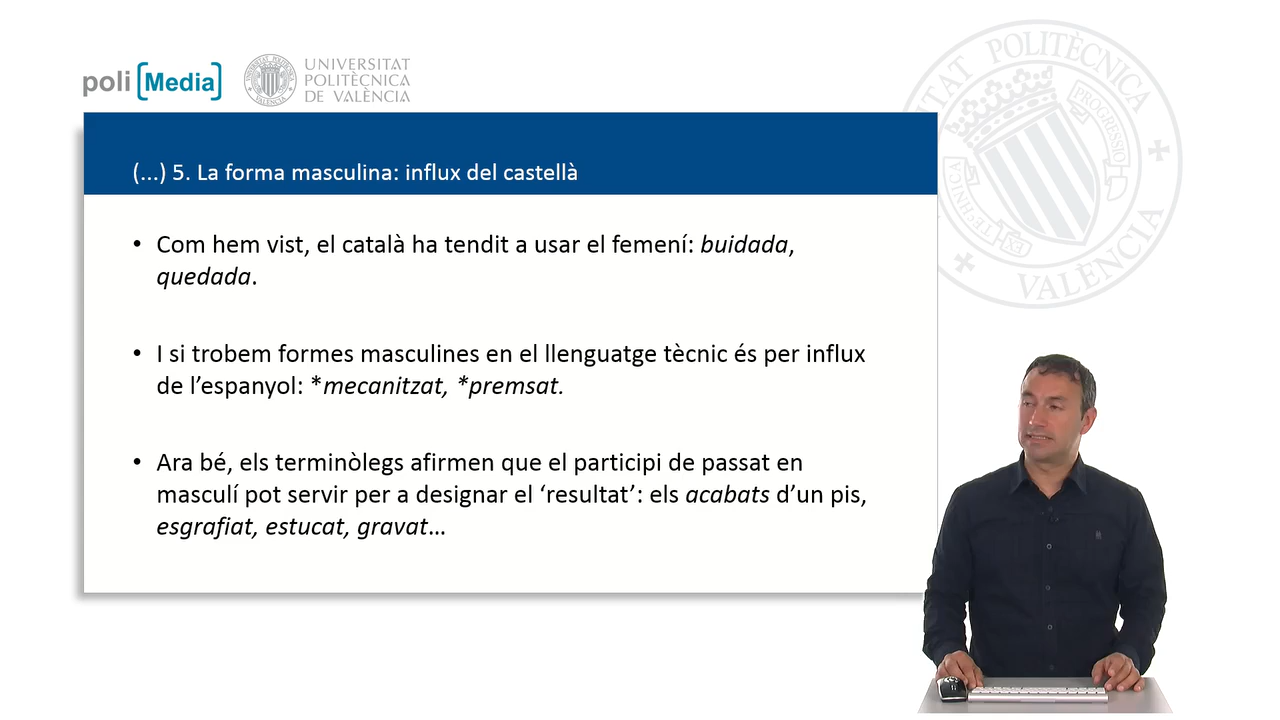 poli [Media]
UNIVERSITAT
POLITÈCNICA
DE VALÈNCIA
(...) 5. La forma masculina: influx del castellà
• Com hem vist, el català ha tendit a usar el femení: buidada,
quedada.
• I si trobem formes masculines en el llenguatge tècnic és per influx
de l’espanyol: *mecanitzat, *premsat.
• Ara bé, els terminòlegs afirmen que el participi de passat en
masculí pot servir per a designar el ‘resultat’: els acabats d’un pis,
esgrafiat, estucat, gravat…
POLITÈCNICA
VALÈNCIA
PROGRESSIO